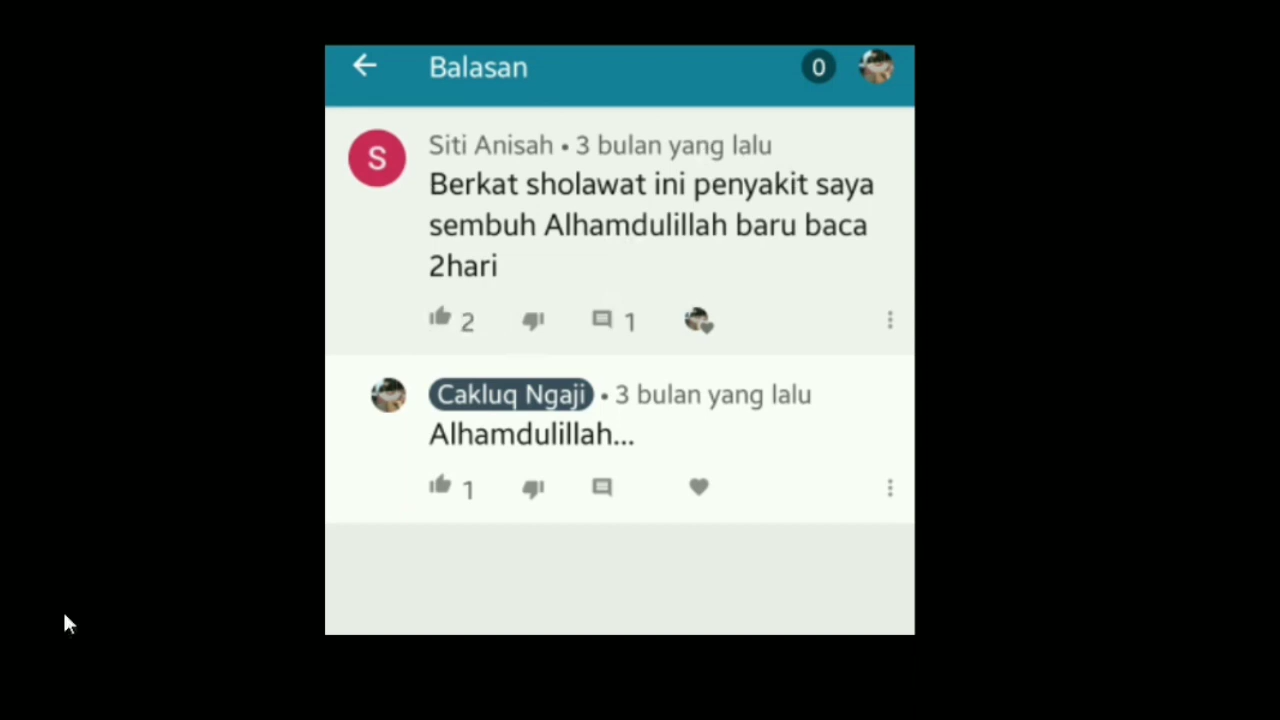 Balasan
0
S
Siti Anisah • 3 bulan yang lalu
Berkat sholawat ini penyakit saya
sembuh Alhamdulillah baru baca
2hari
2
1
Cakluq Ngaji • 3 bulan yang lalu
Alhamdulillah...
1